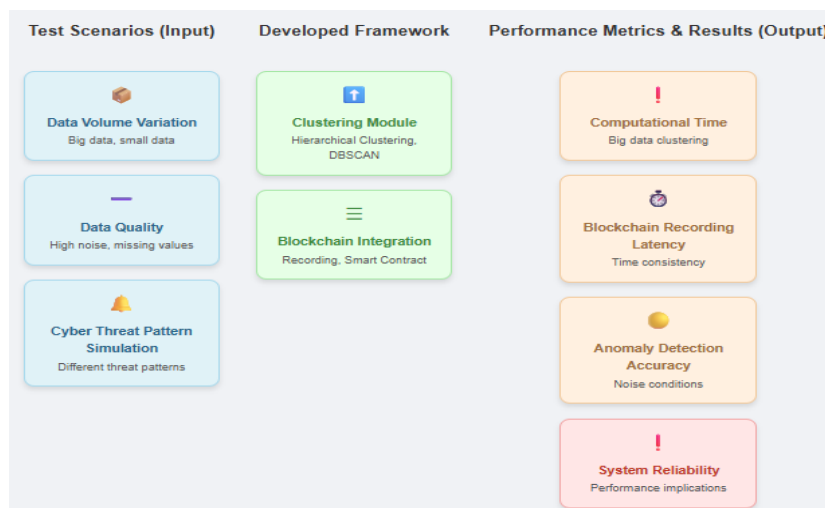 Test Scenarios (Input)
Data Volume Variation
Big data, small data
Data Quality
High noise, missing values
Cyber Threat Pattern
Simulation
Different threat patterns
Developed Framework
Clustering Module
Hierarchical Clustering,
DBSCAN
Blockchain Integration
Recording, Smart Contract
Performance Metrics & Results (Output)
Computational Time
Big data clustering
Blockchain Recording
Latency
Time consistency
Anomaly Detection
Accuracy
Noise conditions
System Reliability
Performance implications